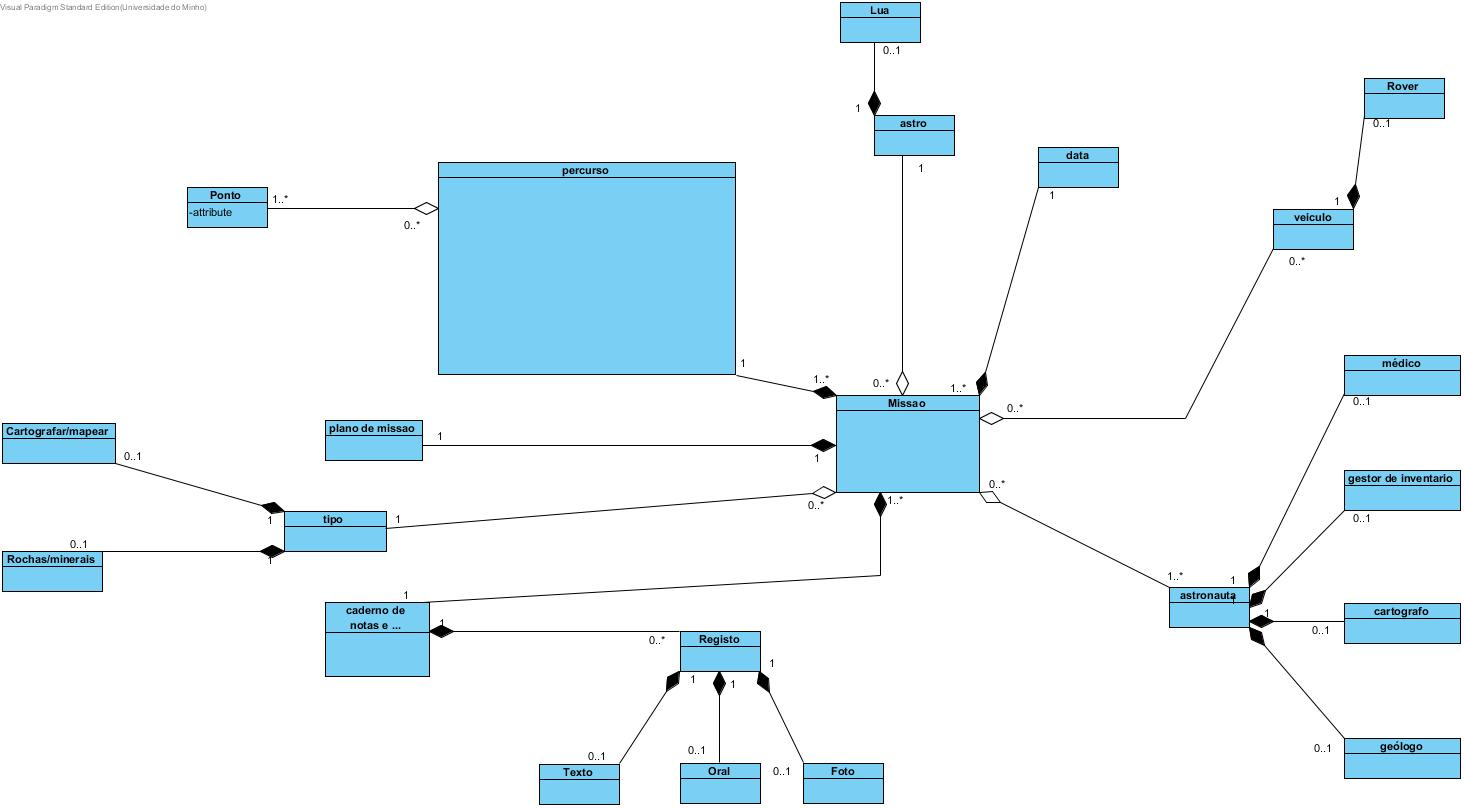 Visual Paradigm Standard Edition(Universidade do Minho)
Lua
0..1
1
astro
1
Rover
0..1
1
veiculo
0..*
data
1
percurso
Ponto
-attribute
1..*
0..*
1
1..*
0..*
1..*
Missao
0..*
0..*
1..*
plano de missao
1
1
Cartografar/mapear
0..1
1
tipo
1
0..*
0..1
1
Rochas/minerais
médico
0..1
gestor de inventario
0..1
1..*
1
astronauta
1
1
cartografo
0..1
geólogo
0..1
1
caderno de
notas e ...
1
0..*
Registo
1
1
1
0..1
0..1
0..1
Texto
Oral
Foto